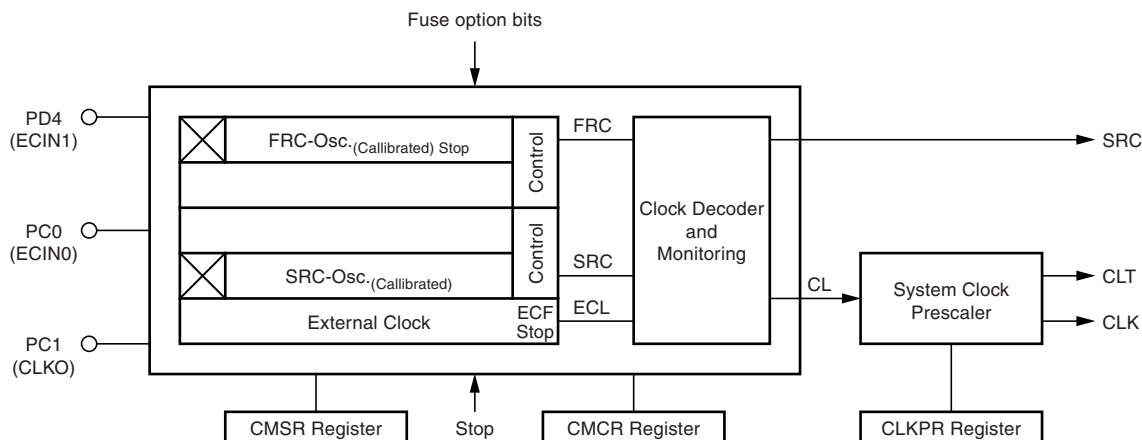 Fuse option bits
PD4
(ECIN1)
FRC-Osc.(Callibrated) Stop
Control
FRC
SRC
PC0
(ECIN0)
Clock Decoder
and
Monitoring
Control
SRC-Osc.(Callibrated)
SRC
External Clock
ECF
Stop
ECL
CL
System Clock
Prescaler
CLT
CLK
PC1
(CLKO)
CMSR Register
Stop
CMCR Register
CLKPR Register